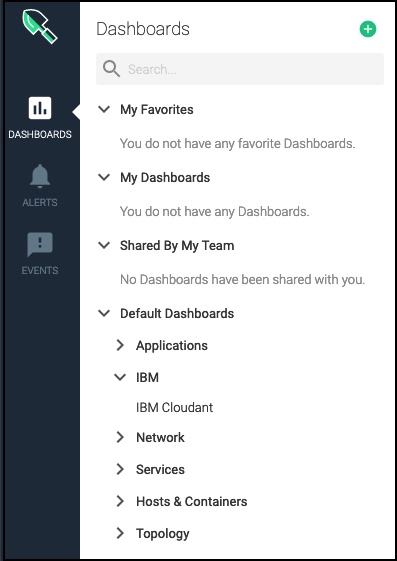 Dashboards
Search...
DASHBOARDS
ALERTS
EVENTS
My Favorites
You do not have any favorite Dashboards.
My Dashboards
You do not have any Dashboards.
Shared By My Team
No Dashboards have been shared with you.
Default Dashboards
Applications
IBM
IBM Cloudant
Network
Services
Hosts & Containers
Topology